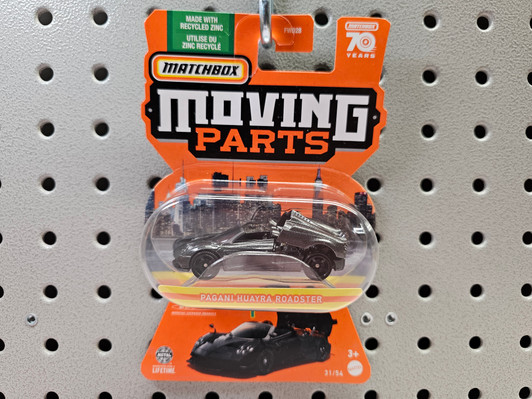 MADE WITH
RECYCLED ZINC
UTILISE DU
ZINC RECYCLÉ
MATCHBOX
70
YEARS
MATCHBOX
MOVING
PARTS
PAGANI HUAYRA ROADSTER
LIFETIME
3+
31/54